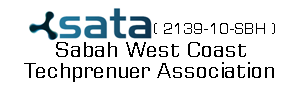 sata ( 2139-10-SBH )
Sabah West Coast
Techprenuer Association